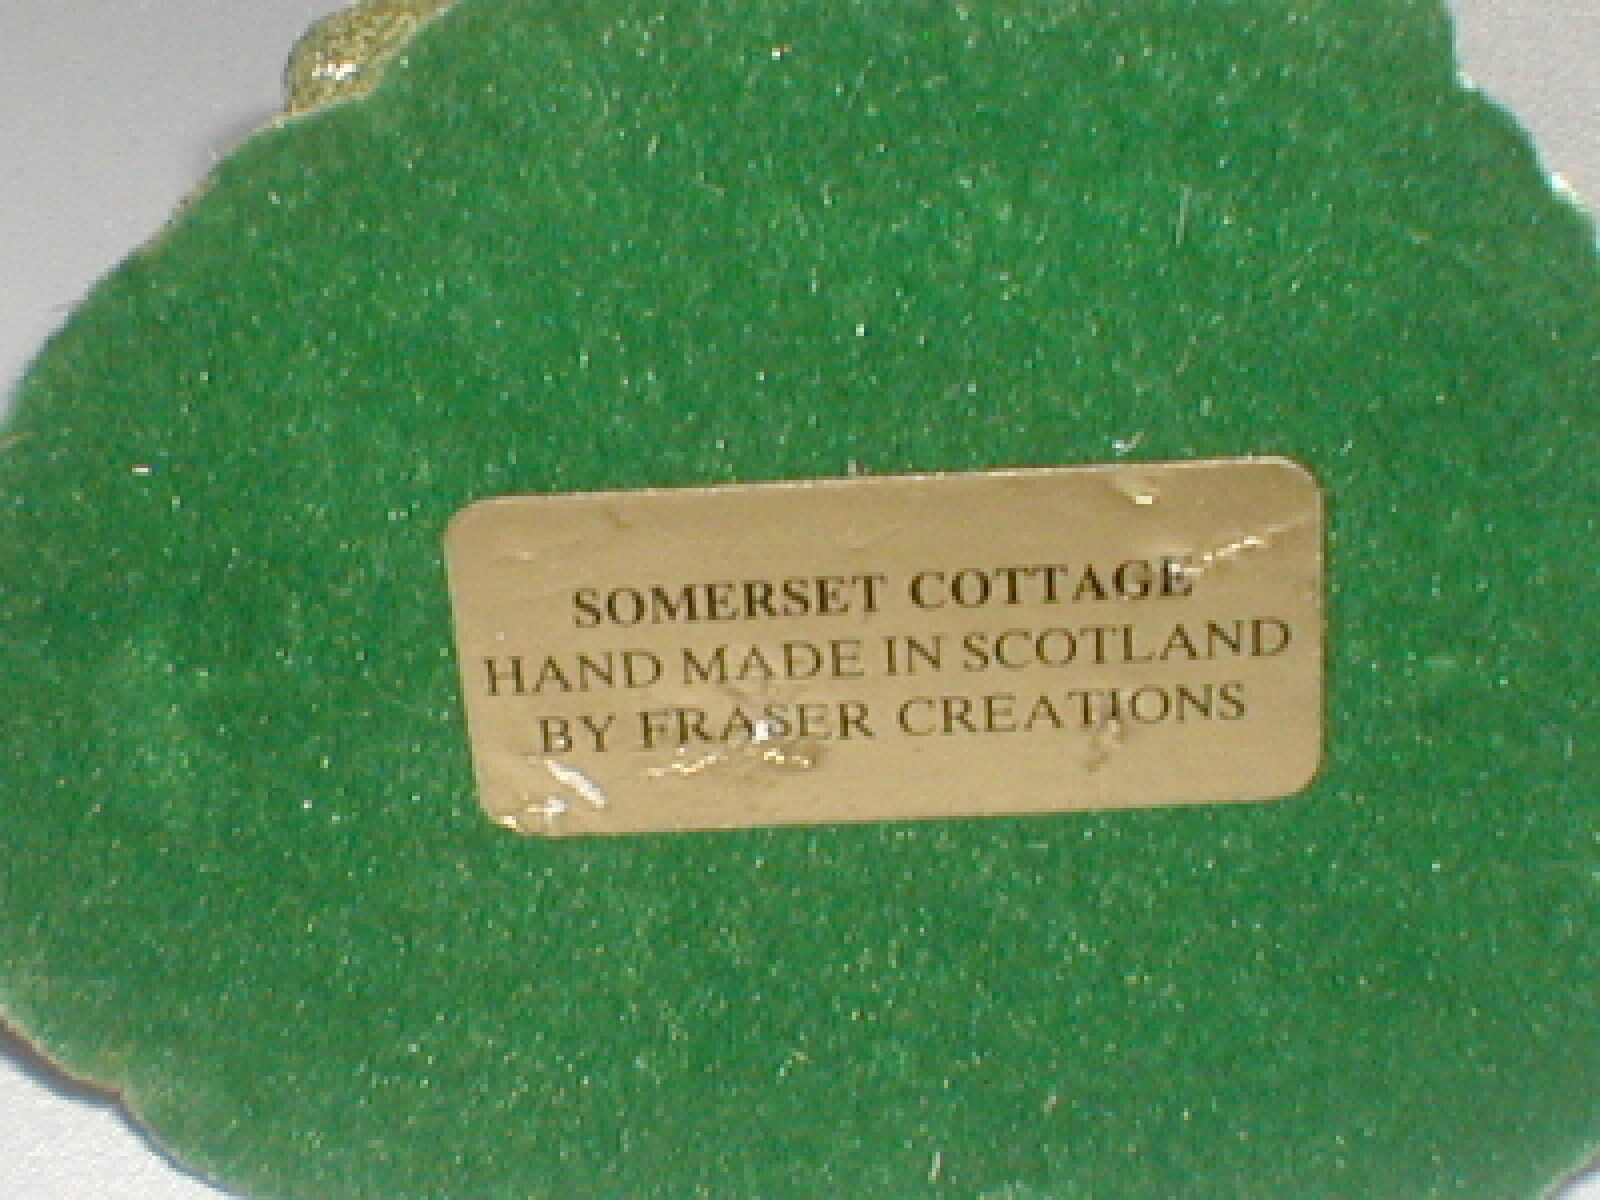 SOMERSET COTTAGE
HAND MADE IN SCOTLAND
BY FRASER CREATIONS